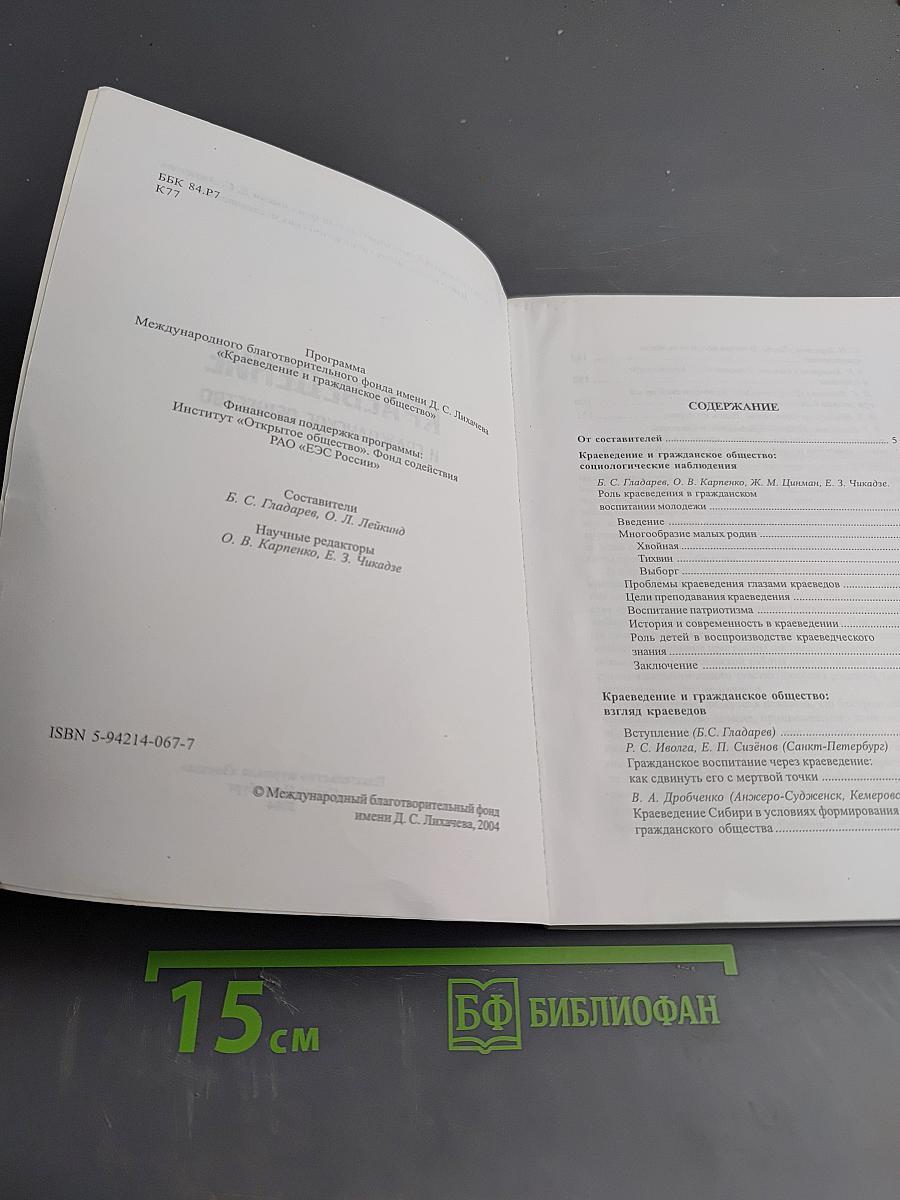 ББК 84.Р7
К77
Программа
Международного благотворительного фонда имени Д. С. Лихачева
«Краеведение и гражданское общество»
Финансовая поддержка программы:
Институт «Открытое общество». Фонд содействия
РАО «ЕЭС России»
Составители
Б. С. Гладарев, О. Л. Лейкинд
Научные редакторы
О. В. Карпенко, Е. З. Чикадзе
ISBN 5-94214-067-7
© Международный благотворительный фонд
имени Д. С. Лихачева, 2004
СОДЕРЖАНИЕ
От составителей ........ 5
Краеведение и гражданское общество:
социологические наблюдения
Б. С. Гладарев, О. В. Карпенко, Ж. М. Цинман, Е. З. Чикадзе.
Роль краеведения в гражданском
воспитании молодежи ........
Введение ........
Многообразие малых родин ........
Хвойная ........
Тихвин ........
Выборг ........
Проблемы краеведения глазами краеведов ........
Цели преподавания краеведения ........
Воспитание патриотизма ........
История и современность в краеведении ........
Роль детей в воспроизводстве краеведческого
знания ........
Заключение ........
Краеведение и гражданское общество:
взгляд краеведов
Вступление (Б.С. Гладарев) ........
Р. С. Иволга, Е. П. Сизёнов (Санкт-Петербург)
Гражданское воспитание через краеведение:
как сдвинуть его с мертвой точки ........
В. А. Дробченко (Анжеро-Судженск, Кемеровс
Краеведение Сибири в условиях формирования
гражданского общества ........
15 см
БФ БИБЛИОФАН